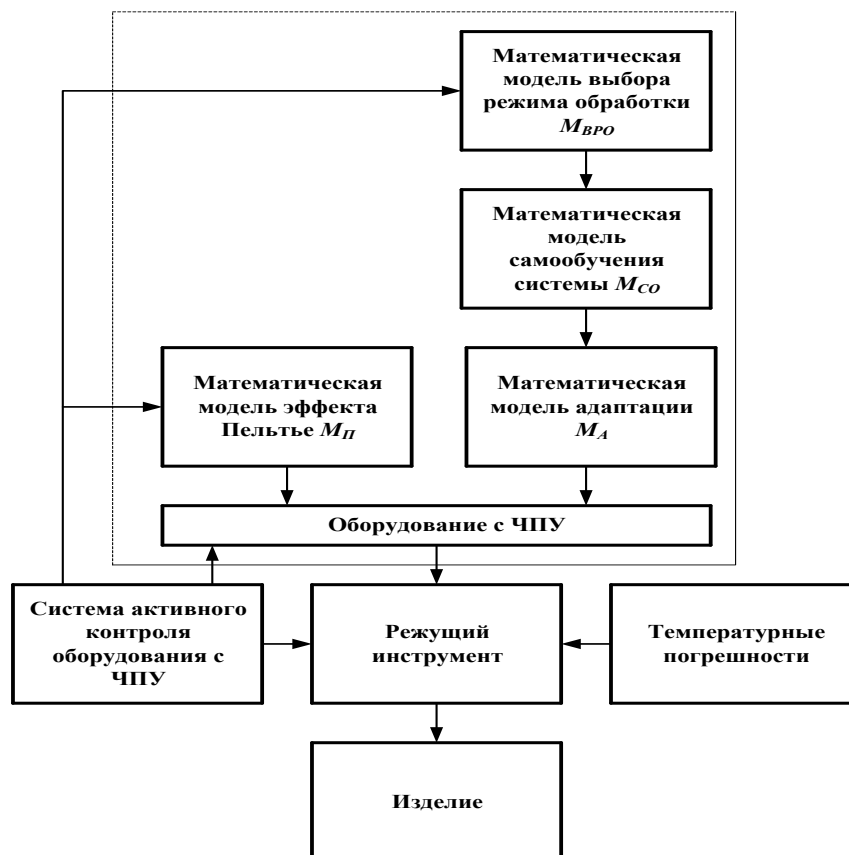 Математическая
модель выбора
режима обработки
M_ВРО
Математическая
модель
самообучения
системы M_СО
Математическая
модель эффекта
Пельтье M_П
Математическая
модель адаптации
M_А
Оборудование с ЧПУ
Система активного
контроля
оборудования с
ЧПУ
Режущий
инструмент
Температурные
погрешности
Изделие